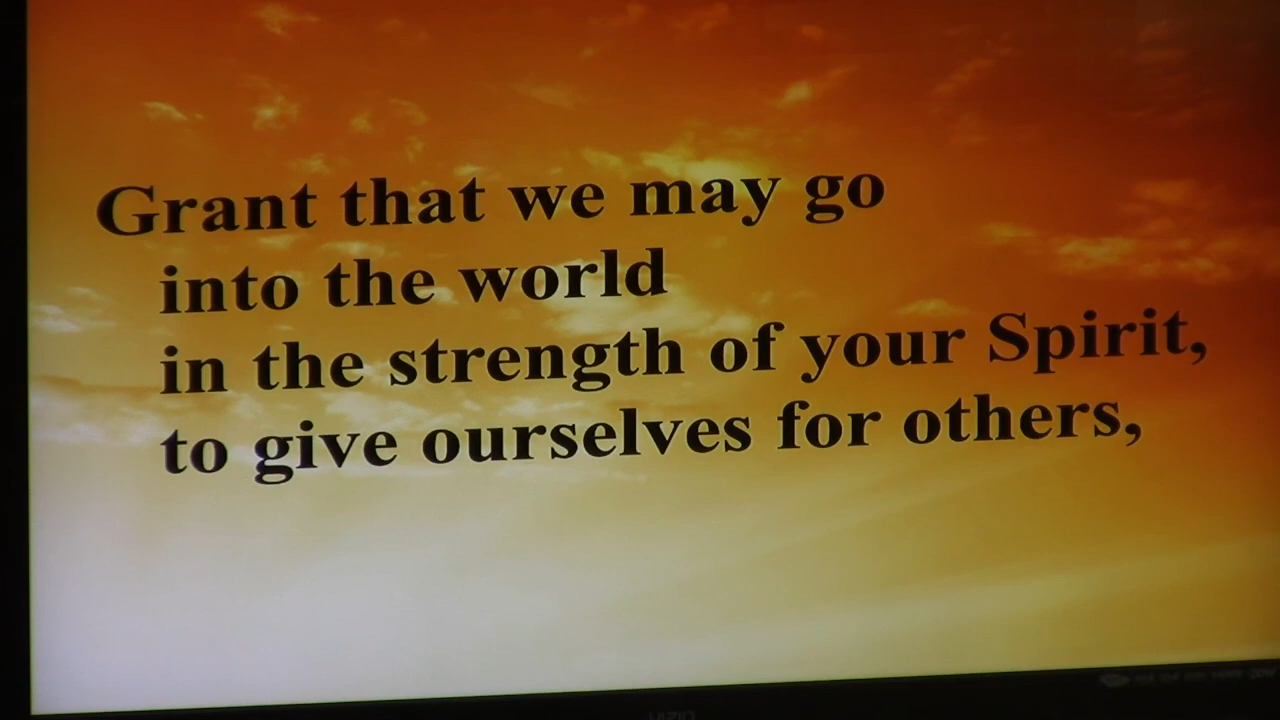 Grant that we may go
into the world
in the strength of your Spirit,
to give ourselves for others,